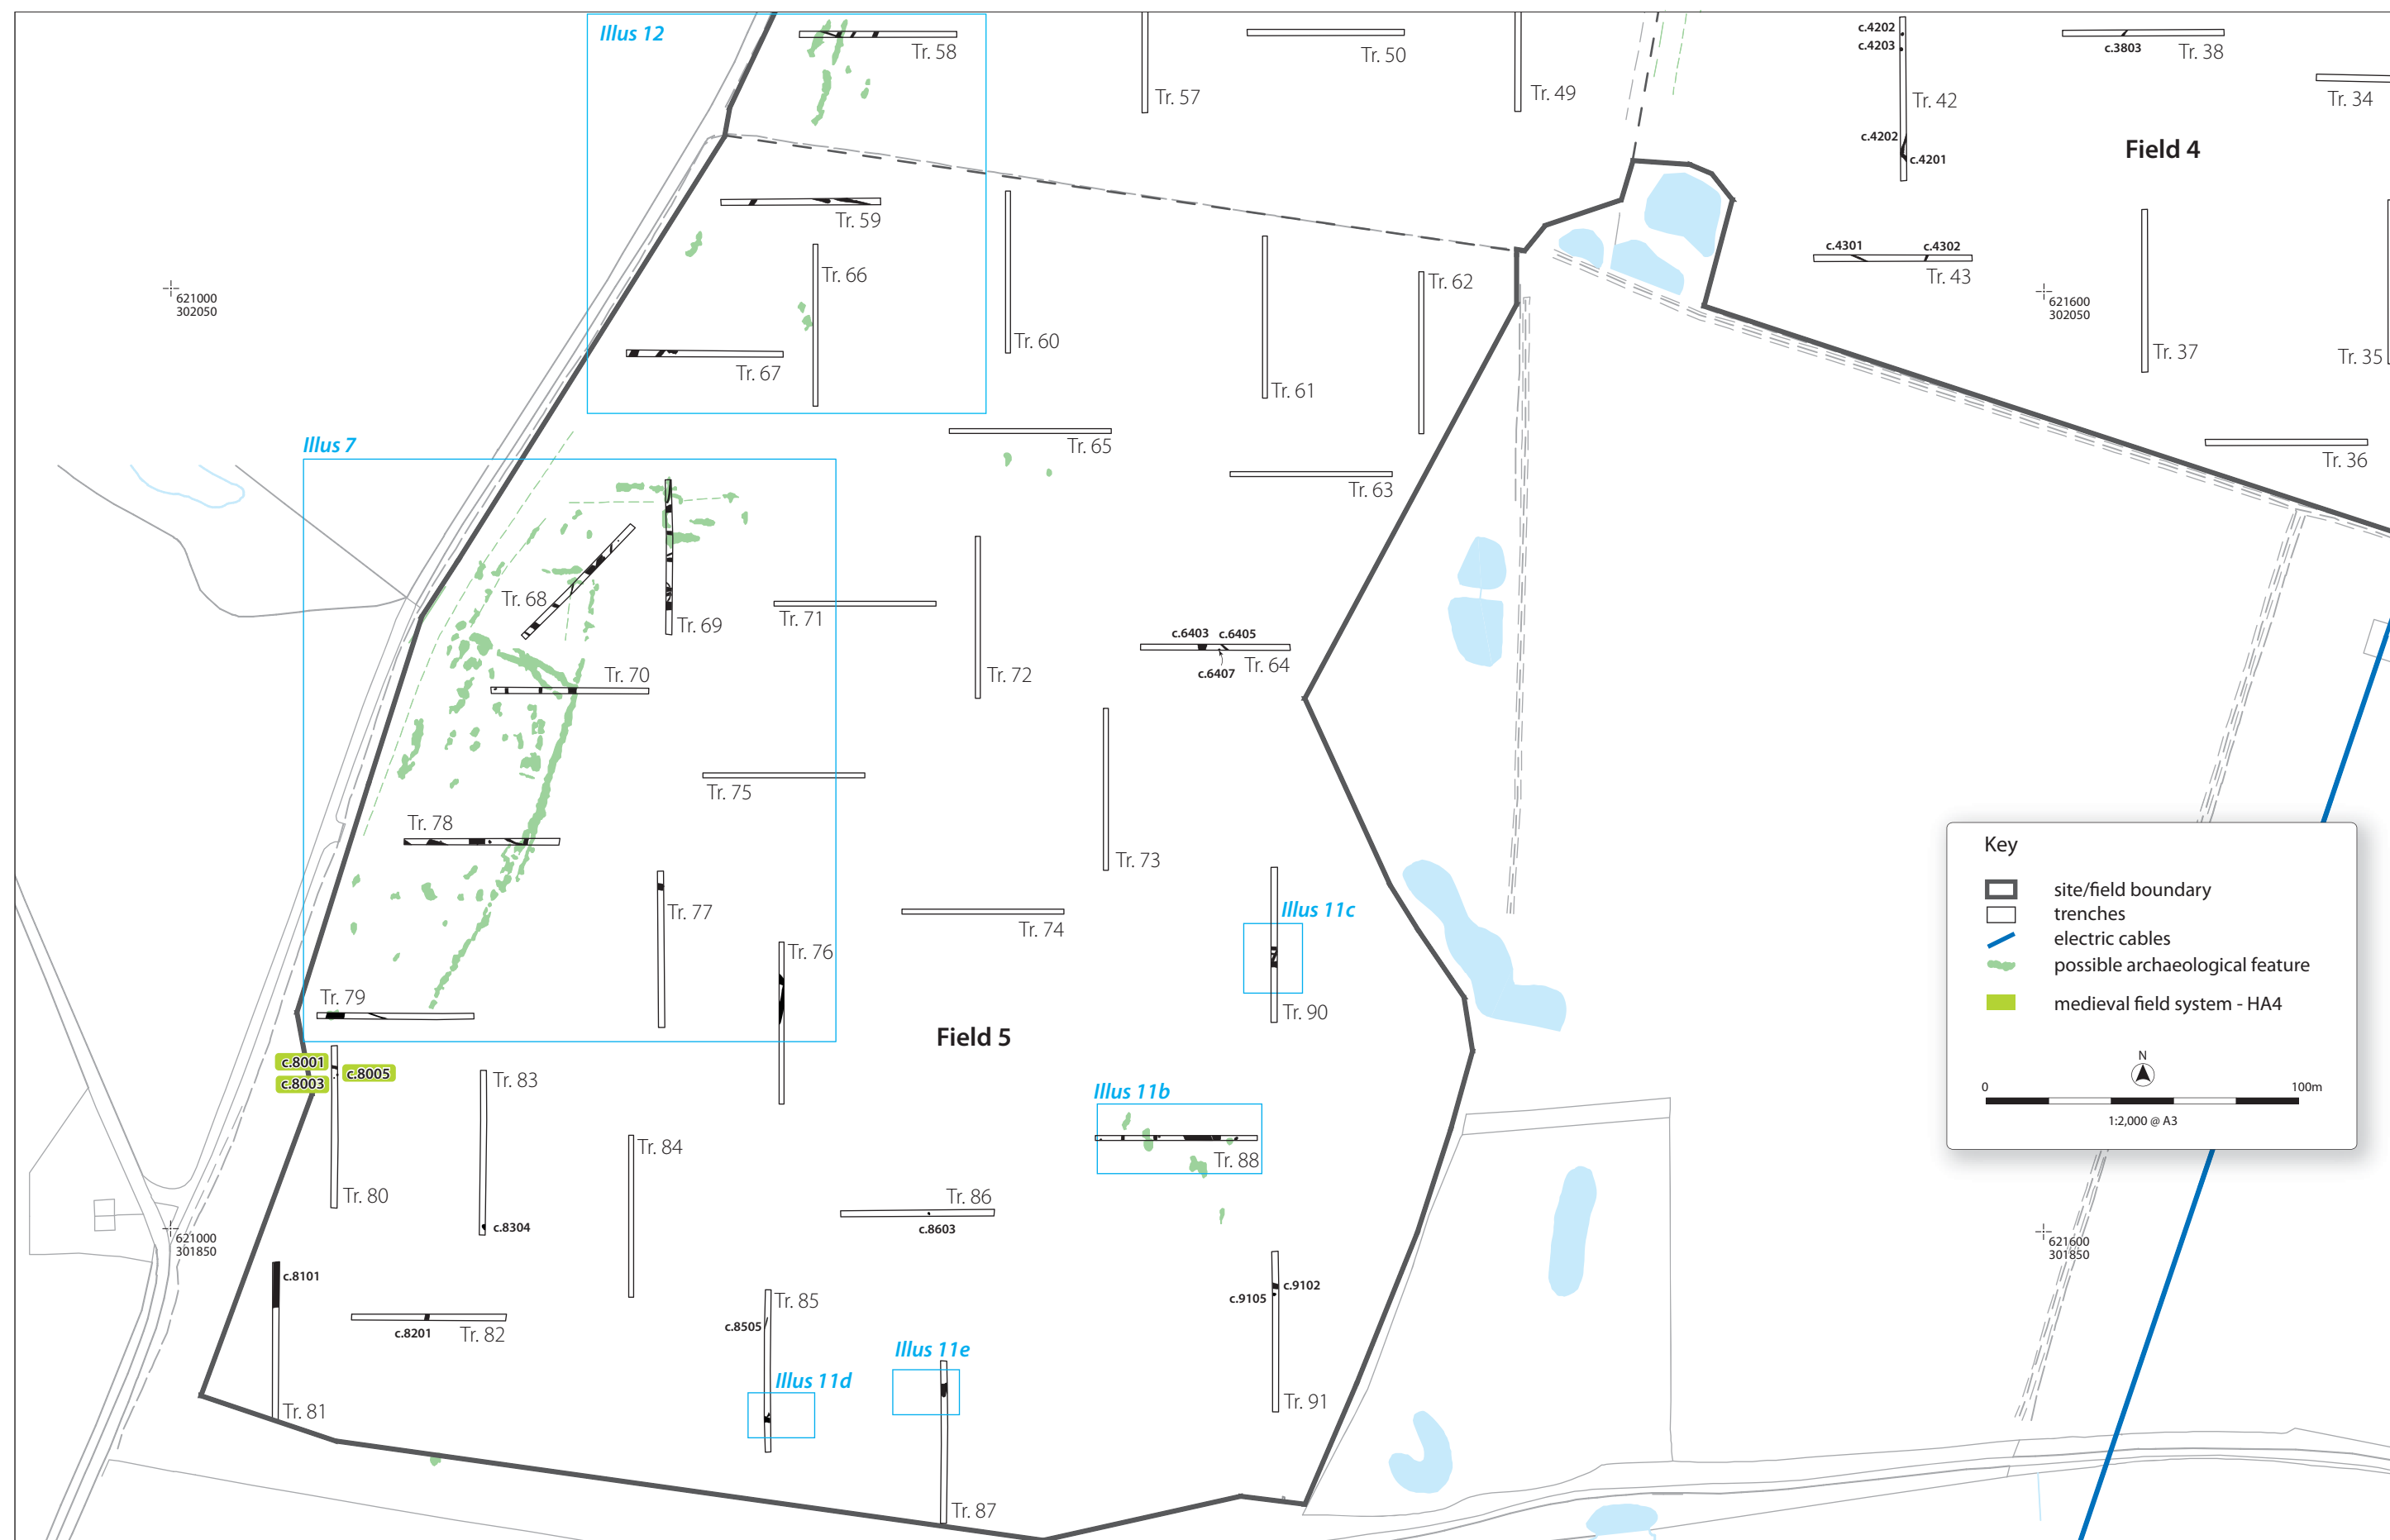 Illus 12
Tr. 58
Tr. 57
Tr. 50
Tr. 49
c.4202
c.4203
Tr. 42
c.4202
c.4201
c.3803
Tr. 38
Tr. 34
Field 4
Tr. 59
Tr. 66
Tr. 67
Tr. 60
Tr. 61
Tr. 62
c.4301
c.4302
Tr. 43
621000
302050
621600
302050
Tr. 37
Tr. 35
Tr. 36
Illus 7
Tr. 65
Tr. 63
Tr. 68
Tr. 69
Tr. 71
Tr. 72
c.6403
c.6405
c.6407
Tr. 64
Tr. 70
Tr. 75
Tr. 73
Tr. 78
Tr. 77
Tr. 74
Tr. 76
Illus 11c
Tr. 90
Tr. 79
Field 5
c.8001
c.8003
c.8005
Tr. 83
Tr. 84
Illus 11b
Tr. 88
Tr. 80
c.8304
Tr. 86
c.8603
621000
301850
621600
301850
c.8101
Tr. 81
c.8201
Tr. 82
Tr. 85
c.8505
Illus 11d
Illus 11e
Tr. 87
c.9102
c.9105
Tr. 91
Key
site/field boundary
trenches
electric cables
possible archaeological feature
medieval field system - HA4
N
0
100m
1:2,000 @ A3